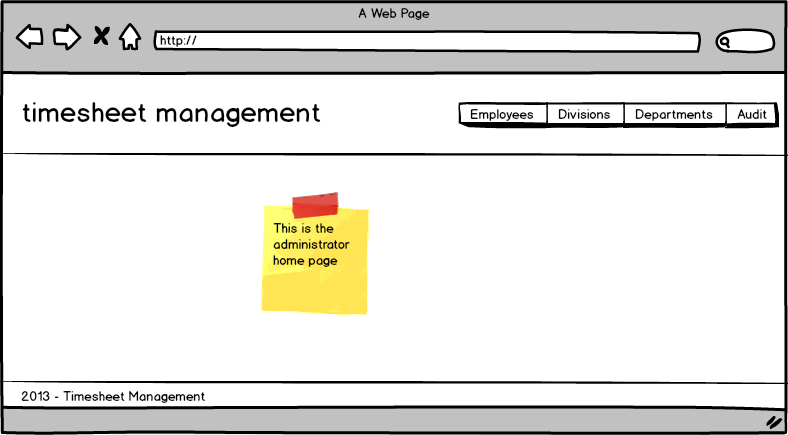 A Web Page
http://
timesheet management
Employees Divisions Departments Audit
This is the
administrator
home page
2013 - Timesheet Management